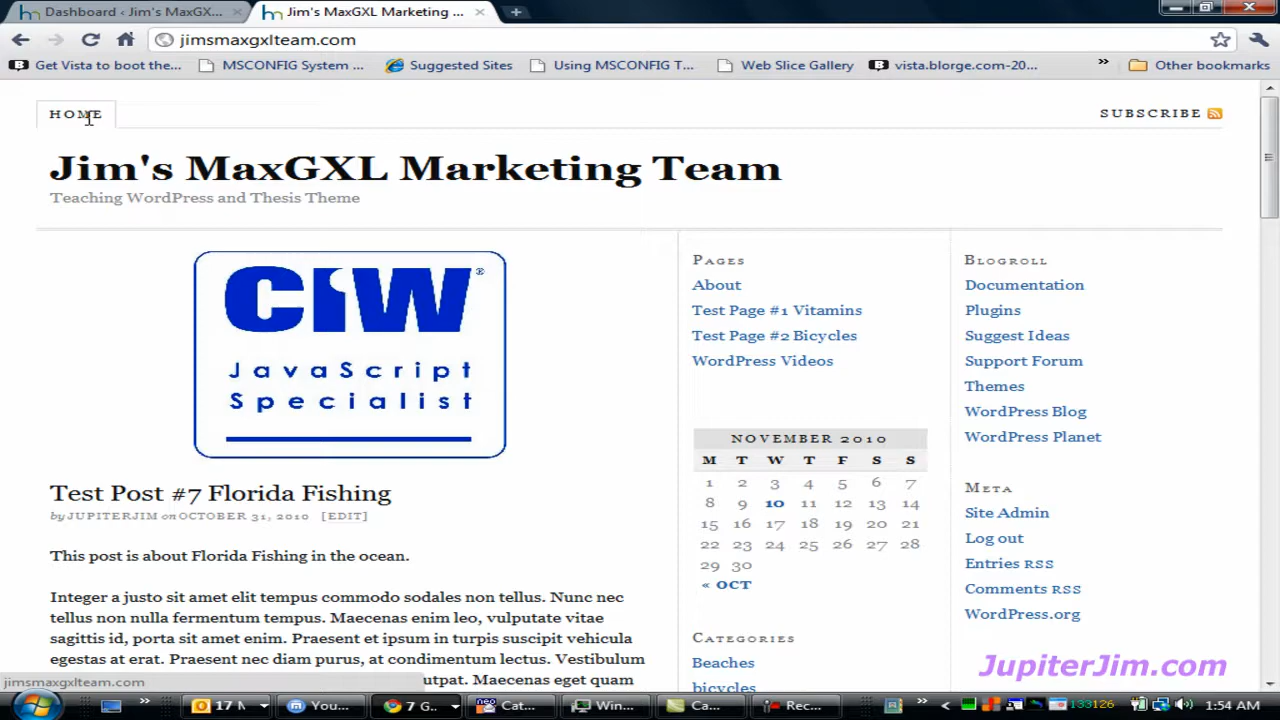 Dashboard ‹ Jim's MaxGX...
Jim's MaxGXL Marketing ...
jimsmaxgxlteam.com
Get Vista to boot the...
MSCONFIG System ...
Suggested Sites
Using MSCONFIG T...
Web Slice Gallery
vista.blorge.com-20...
»
Other bookmarks
HOME
SUBSCRIBE
Jim's MaxGXL Marketing Team
Teaching WordPress and Thesis Theme
CIW®
JavaScript
Specialist
Test Post #7 Florida Fishing
by JUPITERJIM on OCTOBER 31, 2010 [EDIT]
This post is about Florida Fishing in the ocean.
Integer a justo sit amet elit tempus commodo sodales non tellus. Nunc nec
tellus non nulla fermentum tempus. Maecenas enim leo, vulputate vitae
sagittis id, porta sit amet enim. Praesent et ipsum in turpis suscipit vehicula
egestas at erat. Praesent nec diam purus, at condimentum lectus. Vestibulum
utpat. Maecenas eget quam
PAGES
About
Test Page #1 Vitamins
Test Page #2 Bicycles
WordPress Videos
NOVEMBER 2010
M T W T F S S
1 2 3 4 5 6 7
8 9 10 11 12 13 14
15 16 17 18 19 20 21
22 23 24 25 26 27 28
29 30
« OCT
CATEGORIES
Beaches
bicycles
BLOGROLL
Documentation
Plugins
Suggest Ideas
Support Forum
Themes
WordPress Blog
WordPress Planet
META
Site Admin
Log out
Entries RSS
Comments RSS
WordPress.org
JupiterJim.com
jimsmaxgxlteam.com
»
17 M
You...
7 G...
Cat...
Win...
Ca...
Rec...
»
133126
1:54 AM